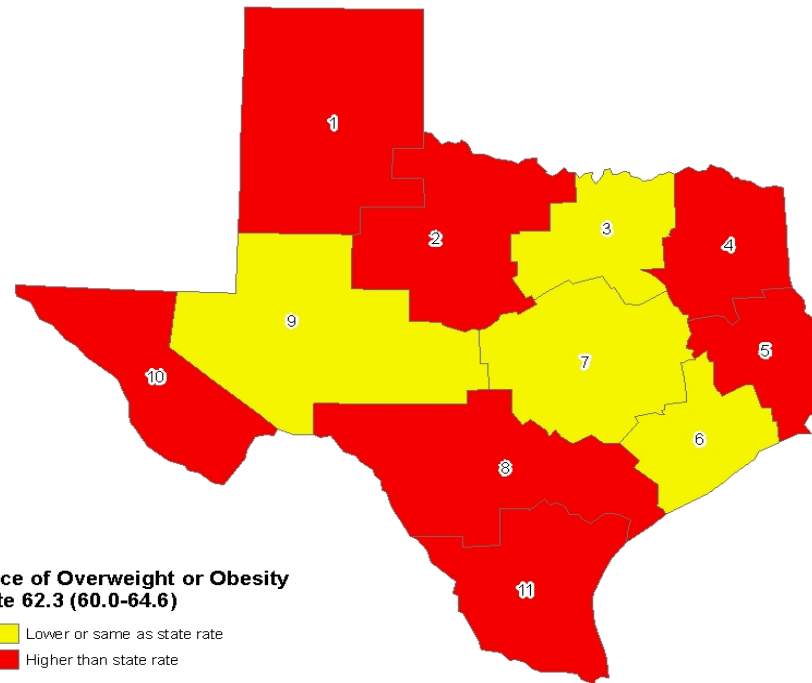 1
2
3
4
9
5
7
10
6
8
ce of Overweight or Obesity
te 62.3 (60.0-64.6)
11
Lower or same as state rate
Higher than state rate